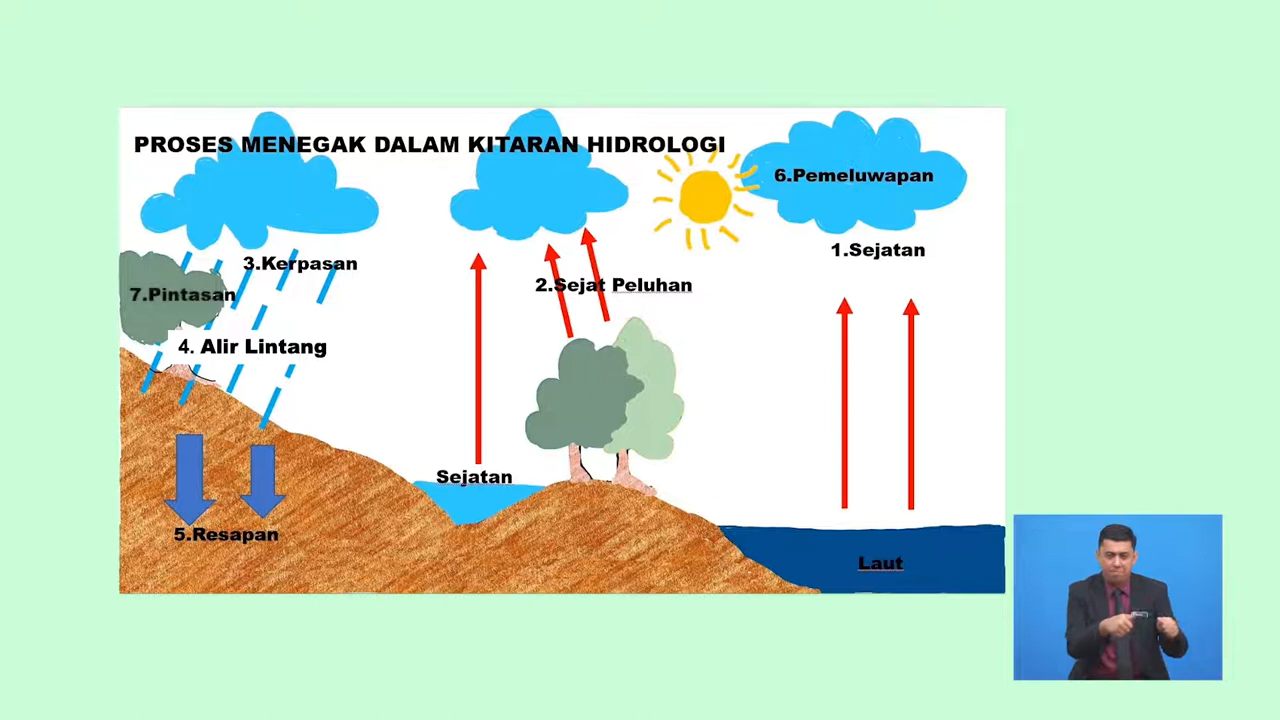 PROSES MENEGAK DALAM KITARAN HIDROLOGI
6.Pemeluwapan
1.Sejatan
3.Kerpasan
2.Sejat Peluhan
7.Pintasan
4. Alir Lintang
Sejatan
5.Resapan
Laut